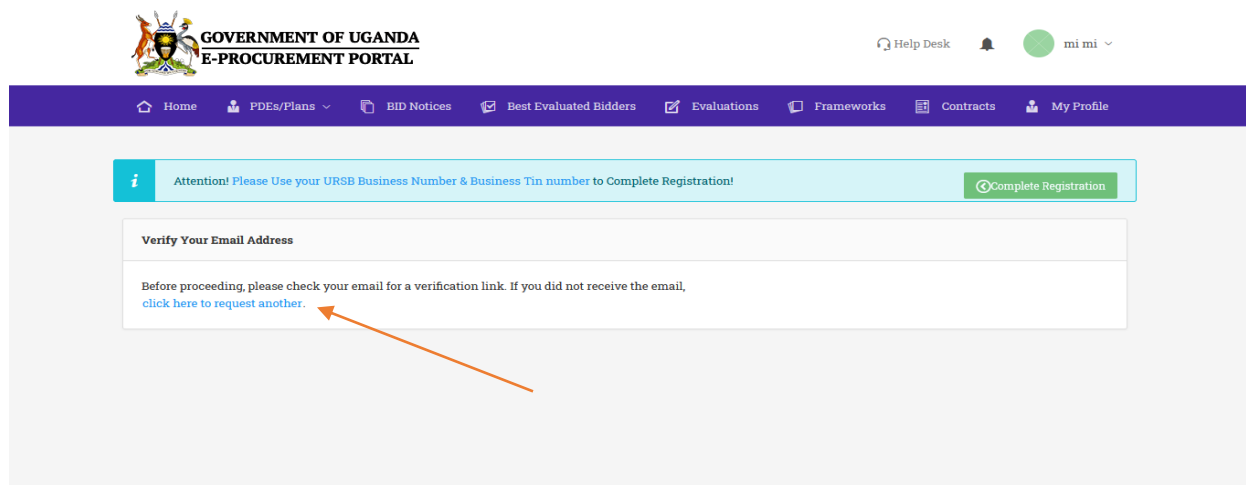 GOVERNMENT OF UGANDA
E-PROCUREMENT PORTAL
Help Desk
mi mi
Home
PDEs/Plans
BID Notices
Best Evaluated Bidders
Evaluations
Frameworks
Contracts
My Profile
i
Attention! Please Use your URSB Business Number & Business Tin number to Complete Registration!
Complete Registration
Verify Your Email Address
Before proceeding, please check your email for a verification link. If you did not receive the email,
click here to request another.